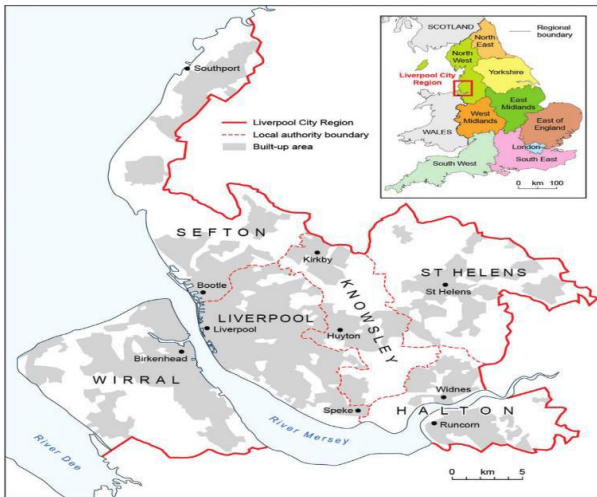 Southport
Liverpool City Region
Local authority boundary
Built-up area
SEFTON
Kirkby
ST HELENS
St Helens
Bootle
KNOWSLEY
LIVERPOOL
Liverpool
Huyton
Birkenhead
WIRRAL
Widnes
Speke
HALTON
Runcorn
River Mersey
River Dee
0 km 5
SCOTLAND
Regional
boundary
North
East
North
West
Liverpool City
Region
Yorkshire
East
Midlands
West
Midlands
East of
England
WALES
London
South East
South West
0 km 100